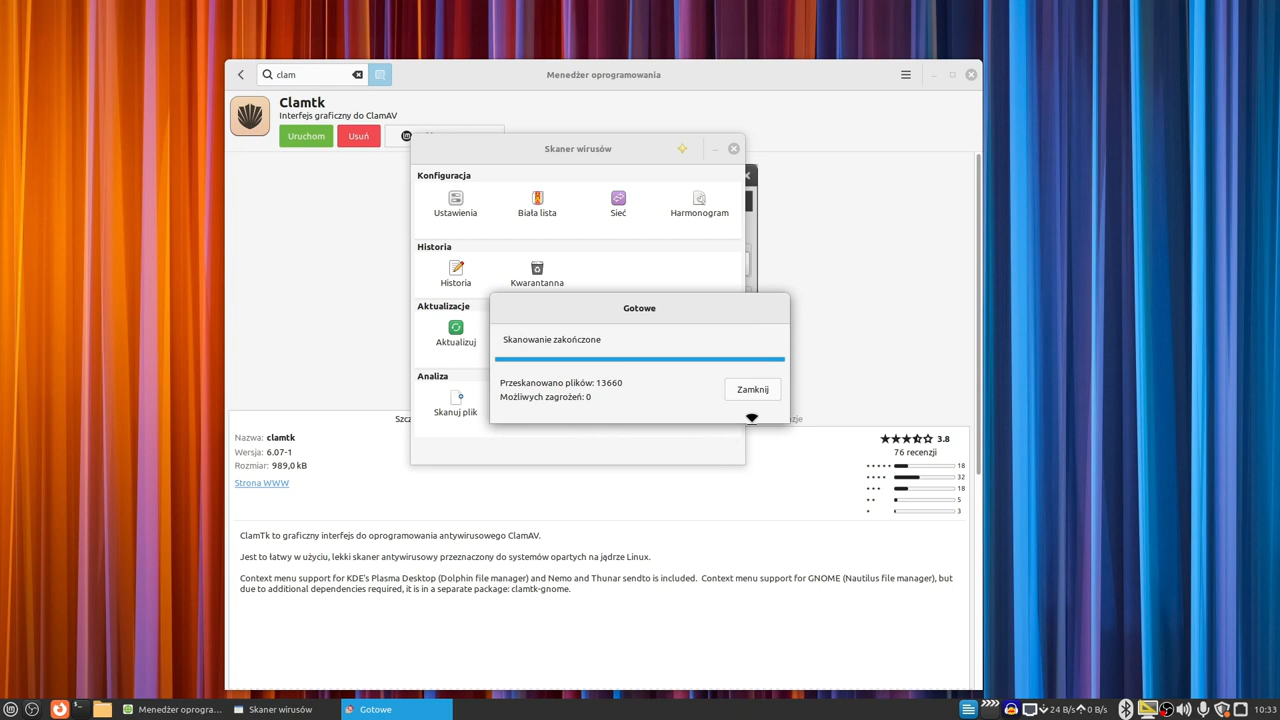 clam
Menedżer oprogramowania
Clamtk
Interfejs graficzny do ClamAV
Uruchom
Usuń
Skaner wirusów
Konfiguracja
Ustawienia
Biała lista
Sieć
Harmonogram
Historia
Historia
Kwarantanna
Aktualizacje
Aktualizuj
Analiza
Skanuj plik
Gotowe
Skanowanie zakończone
Przeskanowano plików: 13660
Możliwych zagrożeń: 0
Zamknij
Nazwa: clamtk
Wersja: 6.07-1
Rozmiar: 989,0 kB
Strona WWW
3.8
76 recenzji
18
32
18
5
3
ClamTk to graficzny interfejs do oprogramowania antywirusowego ClamAV.
Jest to łatwy w użyciu, lekki skaner antywirusowy przeznaczony do systemów opartych na jądrze Linux.
Context menu support for KDE's Plasma Desktop (Dolphin file manager) and Nemo and Thunar sendto is included. Context menu support for GNOME (Nautilus file manager), but
due to additional dependencies required, it is in a separate package: clamtk-gnome.
Menedżer oprogra...
Skaner wirusów
Gotowe
24 B/s
0 B/s
10:33